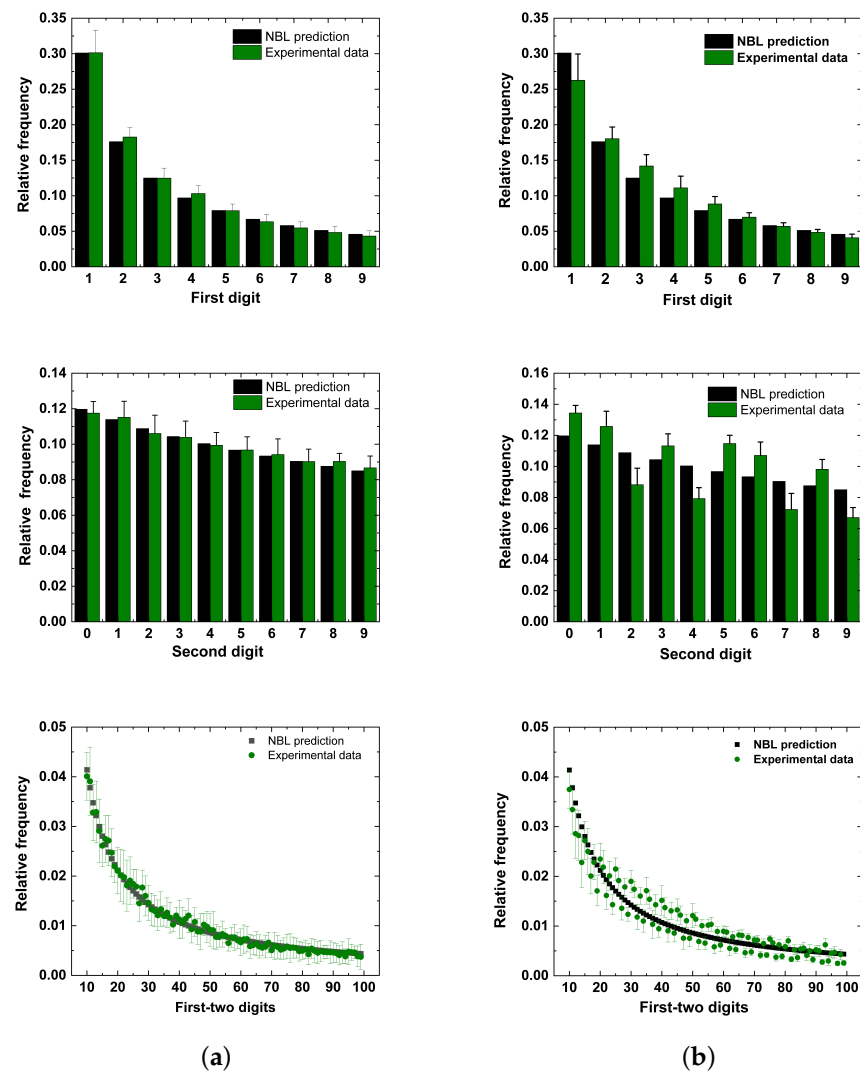 0.35
0.30
0.25
0.20
0.15
0.10
0.05
0.00
Relative frequency
NBL prediction
Experimental data
1 2 3 4 5 6 7 8 9
First digit
0.35
0.30
0.25
0.20
0.15
0.10
0.05
0.00
Relative frequency
NBL prediction
Experimental data
1 2 3 4 5 6 7 8 9
First digit
0.14
0.12
0.10
0.08
0.06
0.04
0.02
0.00
Relative frequency
NBL prediction
Experimental data
0 1 2 3 4 5 6 7 8 9
Second digit
0.16
0.14
0.12
0.10
0.08
0.06
0.04
0.02
0.00
Relative frequency
NBL prediction
Experimental data
0 1 2 3 4 5 6 7 8 9
Second digit
0.05
0.04
0.03
0.02
0.01
0.00
Relative frequency
NBL prediction
Experimental data
10 20 30 40 50 60 70 80 90 100
First-two digits
0.05
0.04
0.03
0.02
0.01
0.00
Relative frequency
NBL prediction
Experimental data
10 20 30 40 50 60 70 80 90 100
First-two digits
(a)
(b)